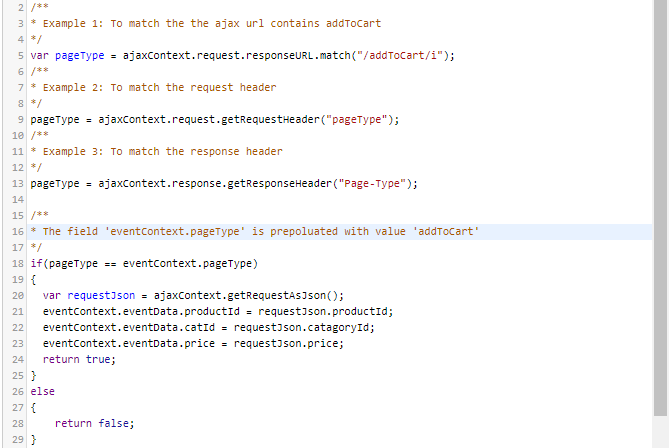 2 /**
3 * Example 1: To match the the ajax url contains addToCart
4 */
5 var pageType = ajaxContext.request.responseURL.match("/addToCart/i");
6 /**
7 * Example 2: To match the request header
8 */
9 pageType = ajaxContext.request.getRequestHeader("pageType");
10 /**
11 * Example 3: To match the response header
12 */
13 pageType = ajaxContext.response.getResponseHeader("Page-Type");
14
15 /**
16 * The field 'eventContext.pageType' is prepoluated with value 'addToCart'
17 */
18 if(pageType == eventContext.pageType)
19 {
20   var requestJson = ajaxContext.getRequestAsJson();
21   eventContext.eventData.productId = requestJson.productId;
22   eventContext.eventData.catId = requestJson.catagoryId;
23   eventContext.eventData.price = requestJson.price;
24   return true;
25 }
26 else
27 {
28     return false;
29 }